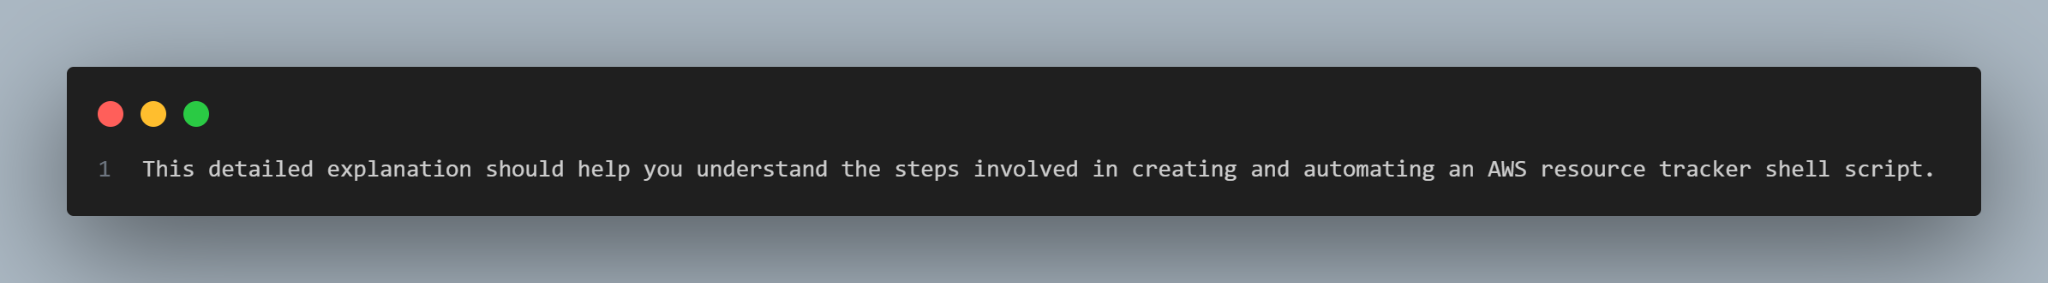 1 This detailed explanation should help you understand the steps involved in creating and automating an AWS resource tracker shell script.